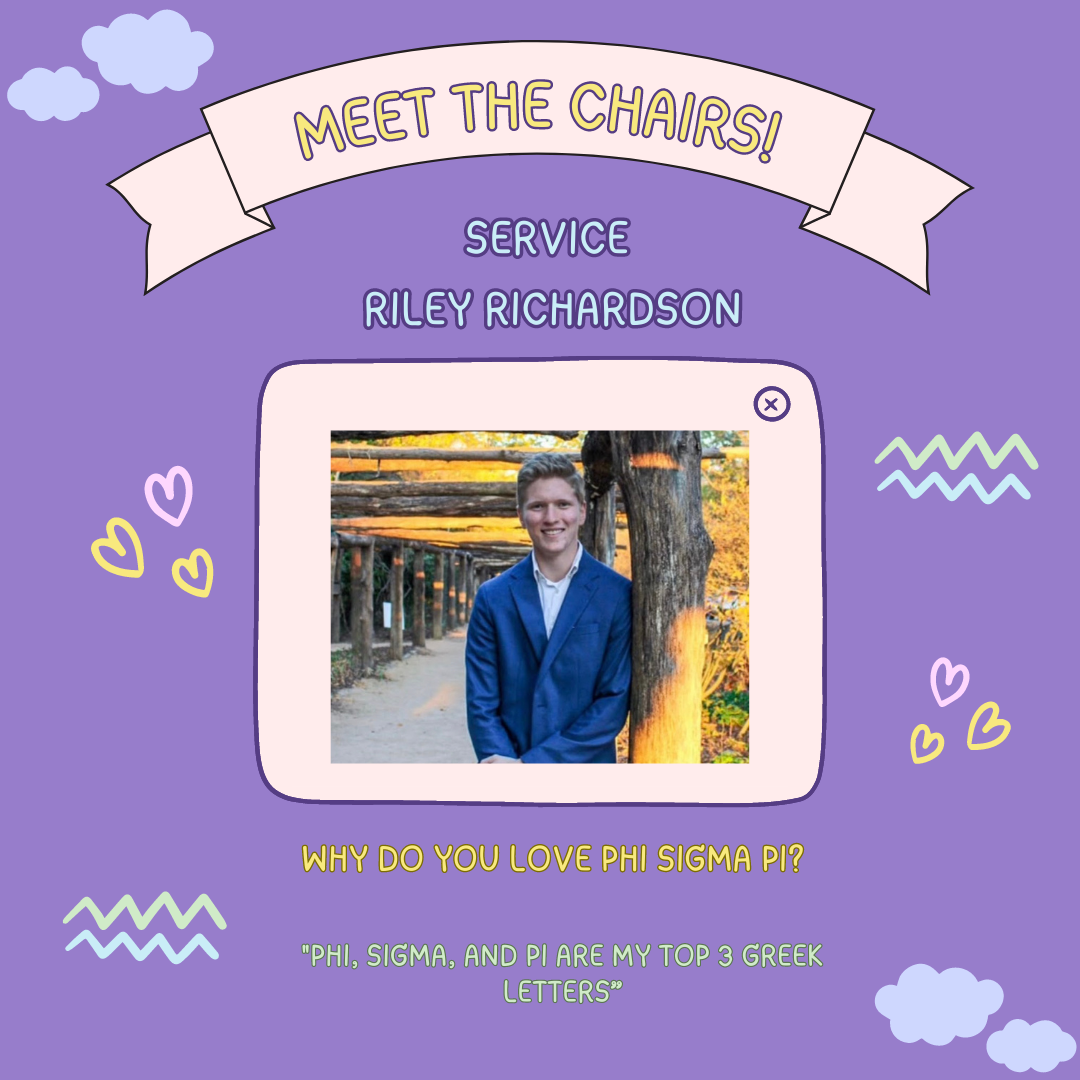 MEET THE CHAIRS!
SERVICE
RILEY RICHARDSON
WHY DO YOU LOVE PHI SIGMA PI?
"PHI, SIGMA, AND PI ARE MY TOP 3 GREEK
LETTERS”